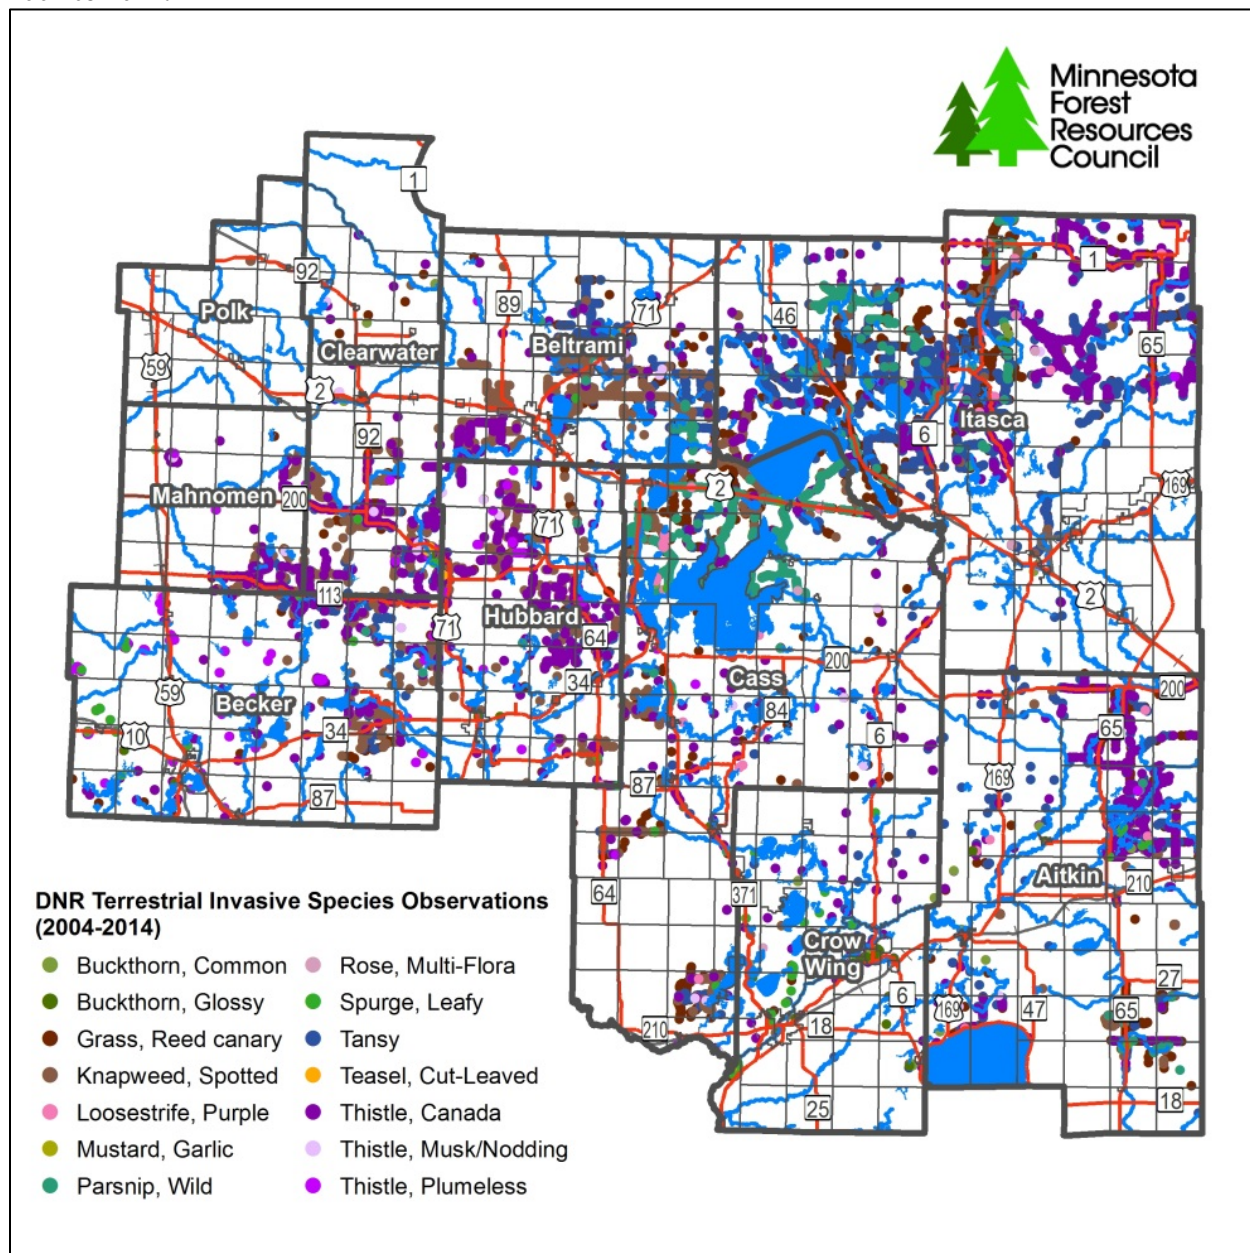 Minnesota
Forest
Resources
Council
1
92
89
71
46
1
Polk
59
Clearwater
Beltrami
65
2
92
6
Itasca
Mahnomen
200
2
71
169
113
2
71
Hubbard
64
200
59
Becker
34
Cass
84
200
10
34
6
65
87
87
169
64
371
Aitkin
210
Crow
Wing
6
169
47
65
27
210
18
25
18
DNR Terrestrial Invasive Species Observations
(2004-2014)
Buckthorn, Common
Buckthorn, Glossy
Grass, Reed canary
Knapweed, Spotted
Loosestrife, Purple
Mustard, Garlic
Parsnip, Wild
Rose, Multi-Flora
Spurge, Leafy
Tansy
Teasel, Cut-Leaved
Thistle, Canada
Thistle, Musk/Nodding
Thistle, Plumeless